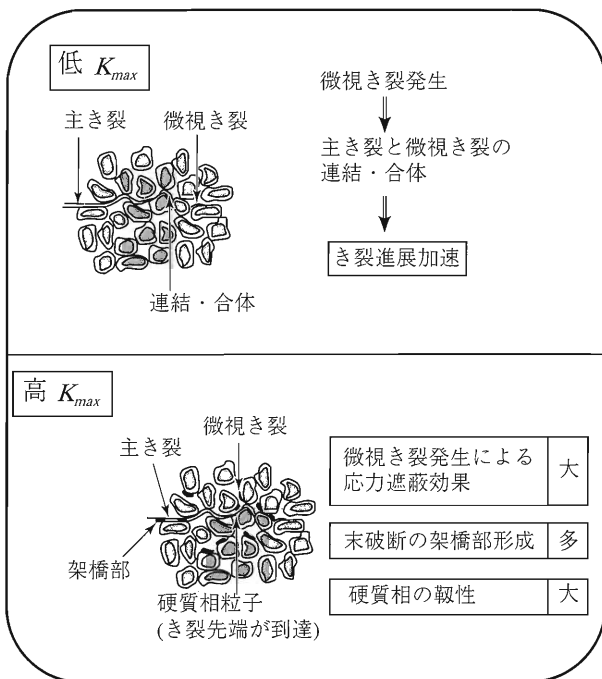 低 Kmax
主き裂
微視き裂
連結・合体
微視き裂発生
主き裂と微視き裂の
連結・合体
き裂進展加速
高 Kmax
主き裂
微視き裂
架橋部
硬質相粒子
(き裂先端が到達)
微視き裂発生による
応力遮蔽効果
大
末破断の架橋部形成
多
硬質相の靱性
大